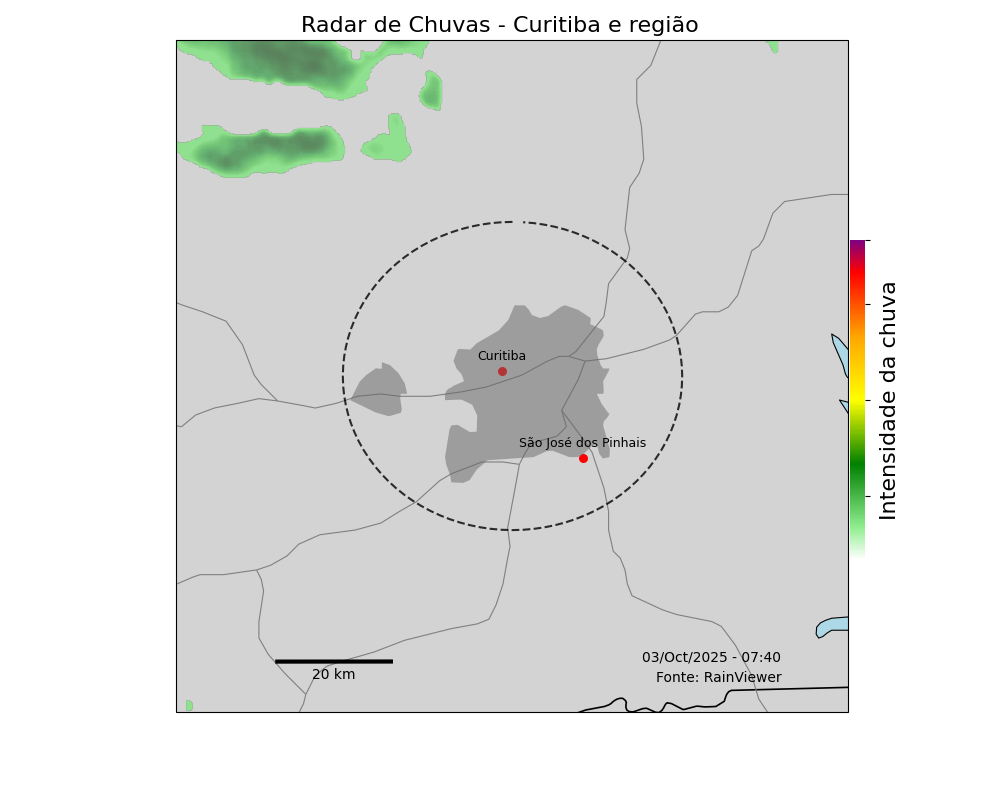 Radar de Chuvas - Curitiba e região
Curitiba
São José dos Pinhais
Intensidade da chuva
03/Oct/2025 - 07:40
Fonte: RainViewer
20 km